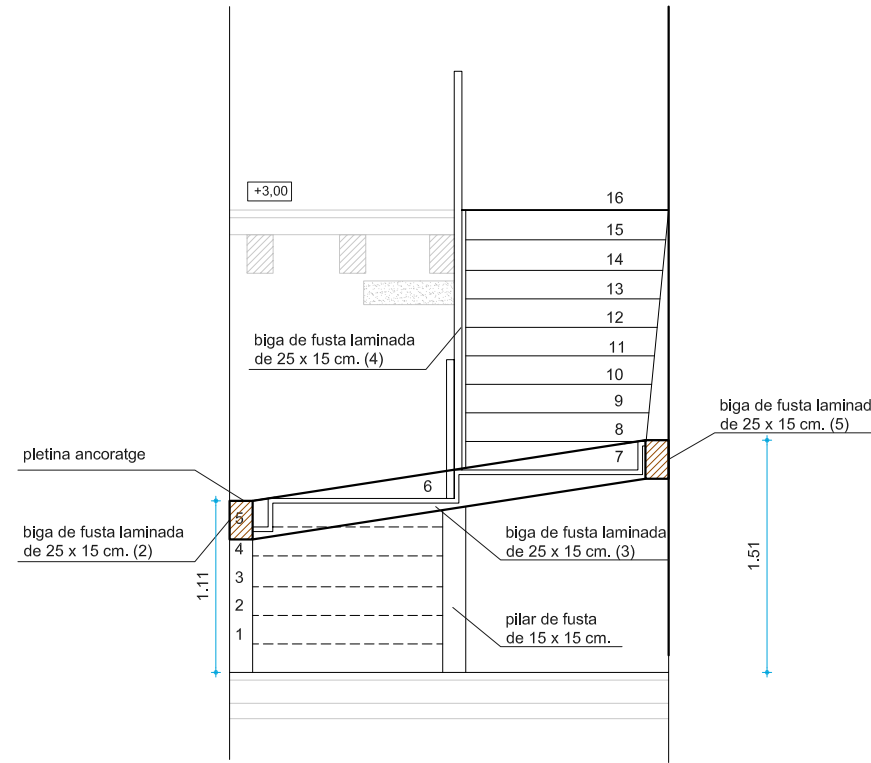 +3,00
16
15
14
13
12
11
10
9
8
7
6
5
4
3
2
1
biga de fusta laminada
de 25 x 15 cm. (4)
biga de fusta laminad
de 25 x 15 cm. (5)
pletina ancoratge
biga de fusta laminada
de 25 x 15 cm. (2)
biga de fusta laminada
de 25 x 15 cm. (3)
pilar de fusta
de 15 x 15 cm.
1.11
1.51